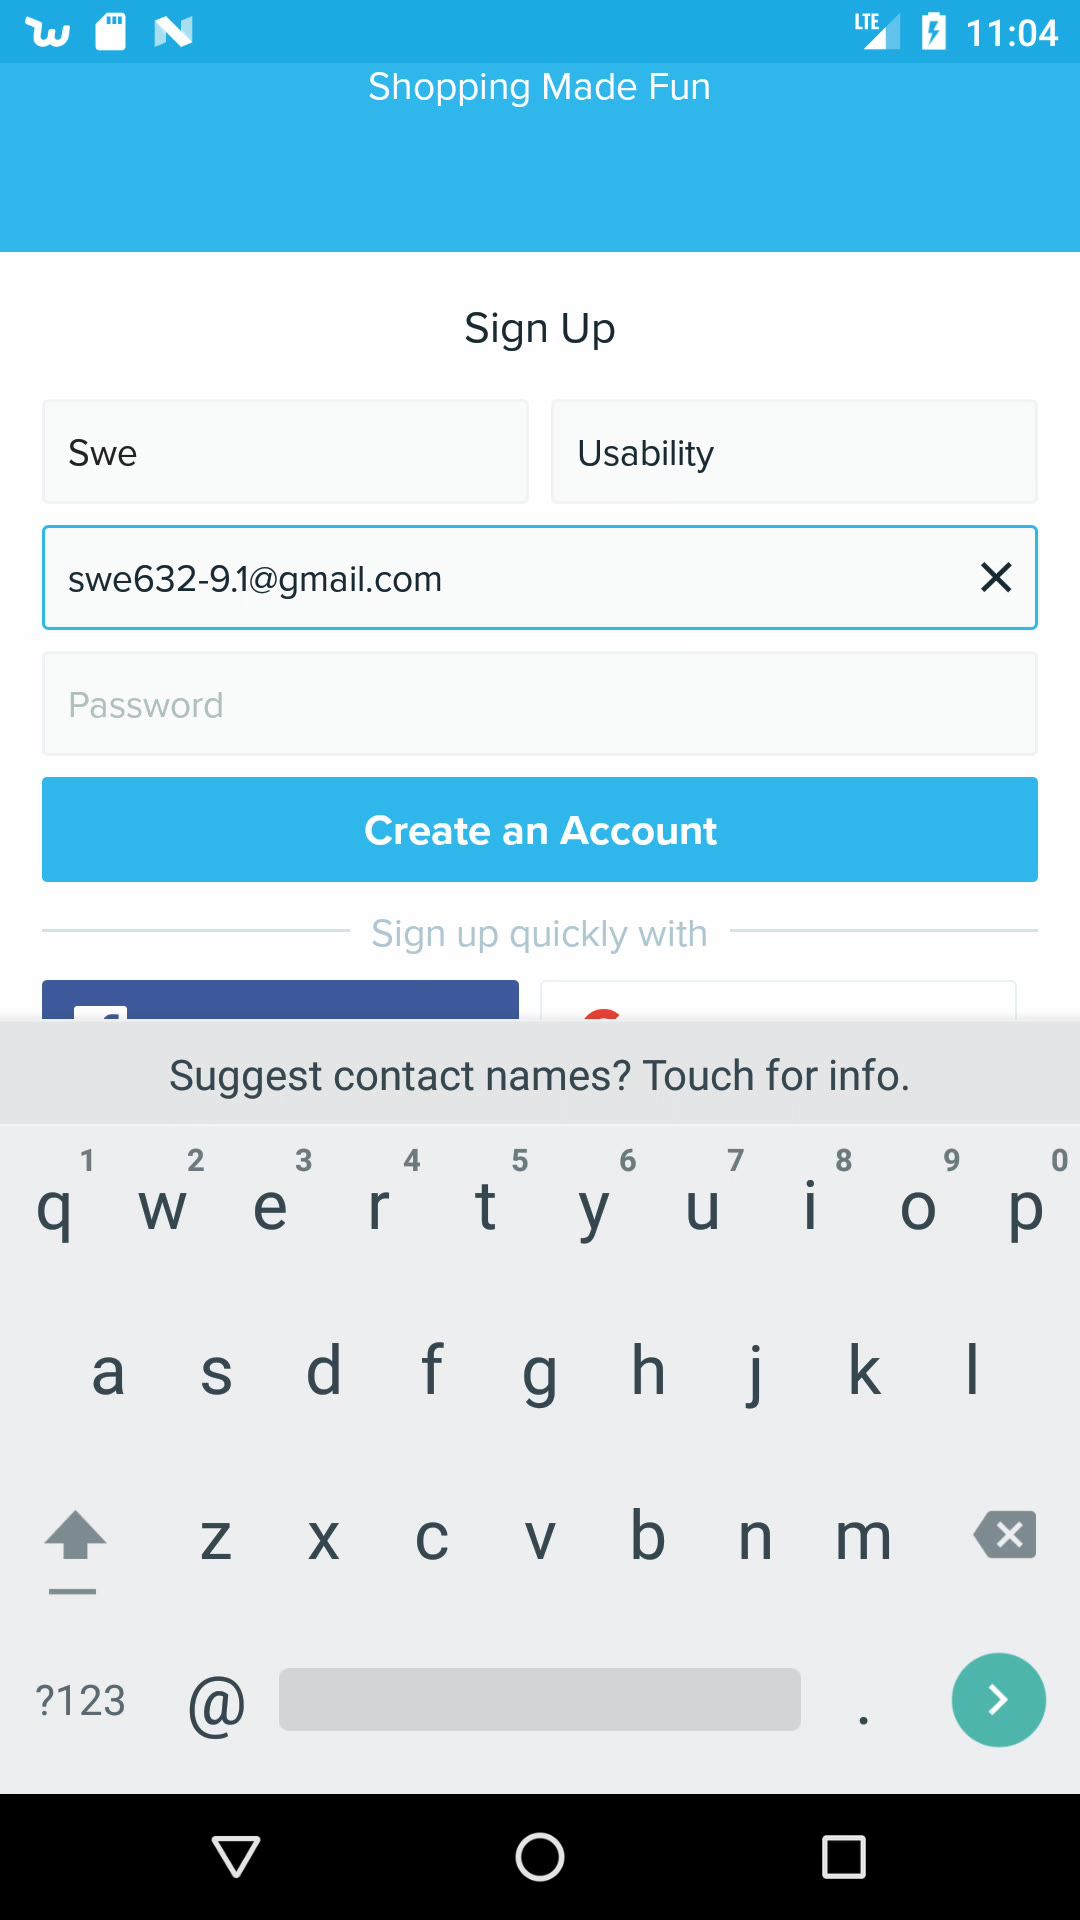 LTE 11:04
Shopping Made Fun
Sign Up
Swe Usability
swe632-9.1@gmail.com
Password
Create an Account
Sign up quickly with
Suggest contact names? Touch for info.
1 2 3 4 5 6 7 8 9 0
q w e r t y u i o p
a s d f g h j k l
z x c v b n m
?123 @ .